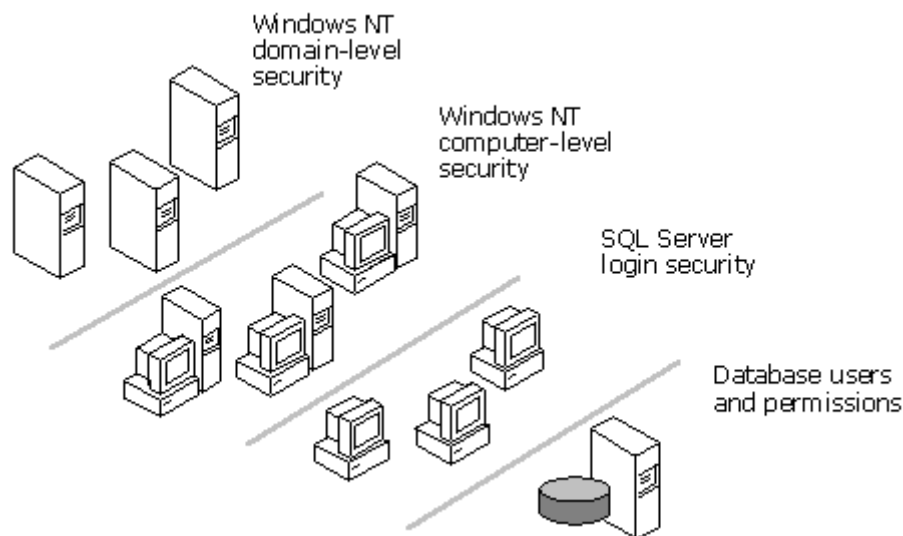 Windows NT
domain-level
security
Windows NT
computer-level
security
SQL Server
login security
Database users
and permissions